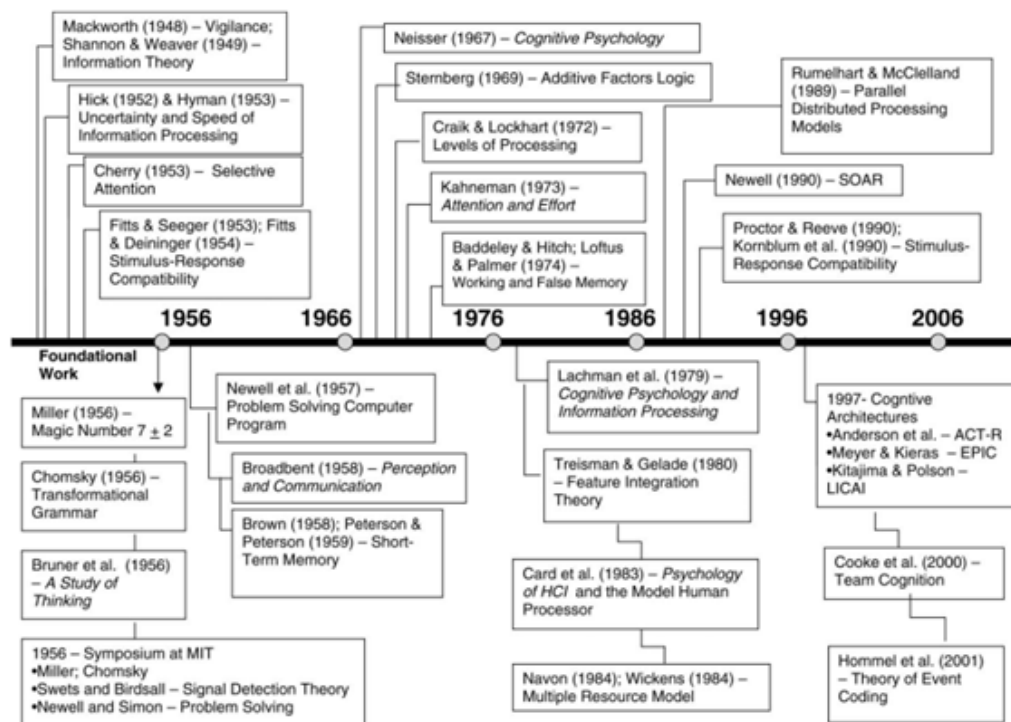 Mackworth (1948) – Vigilance;
Shannon & Weaver (1949) –
Information Theory
Hick (1952) & Hyman (1953) –
Uncertainty and Speed of
Information Processing
Cherry (1953) – Selective
Attention
Fitts & Seeger (1953); Fitts
& Deininger (1954) –
Stimulus-Response
Compatibility
Neisser (1967) – Cognitive Psychology
Sternberg (1969) – Additive Factors Logic
Craik & Lockhart (1972) –
Levels of Processing
Kahneman (1973) –
Attention and Effort
Baddeley & Hitch; Loftus
& Palmer (1974) –
Working and False Memory
Rumelhart & McClelland
(1989) – Parallel
Distributed Processing
Models
Newell (1990) – SOAR
Proctor & Reeve (1990);
Kornblum et al. (1990) – Stimulus-
Response Compatibility
1956
1966
1976
1986
1996
2006
Foundational
Work
Miller (1956) –
Magic Number 7 ± 2
Chomsky (1956) –
Transformational
Grammar
Bruner et al. (1956)
– A Study of
Thinking
1956 – Symposium at MIT
•Miller; Chomsky
•Swets and Birdsall – Signal Detection Theory
•Newell and Simon – Problem Solving
Newell et al. (1957) –
Problem Solving Computer
Program
Broadbent (1958) – Perception
and Communication
Brown (1958); Peterson &
Peterson (1959) – Short-
Term Memory
Lachman et al. (1979) –
Cognitive Psychology and
Information Processing
Treisman & Gelade (1980)
– Feature Integration
Theory
Card et al. (1983) – Psychology
of HCI and the Model Human
Processor
Navon (1984); Wickens (1984) –
Multiple Resource Model
1997- Cogntive
Architectures
•Anderson et al. – ACT-R
•Meyer & Kieras – EPIC
•Kitajima & Polson –
LICAI
Cooke et al. (2000) –
Team Cognition
Hommel et al. (2001)
– Theory of Event
Coding